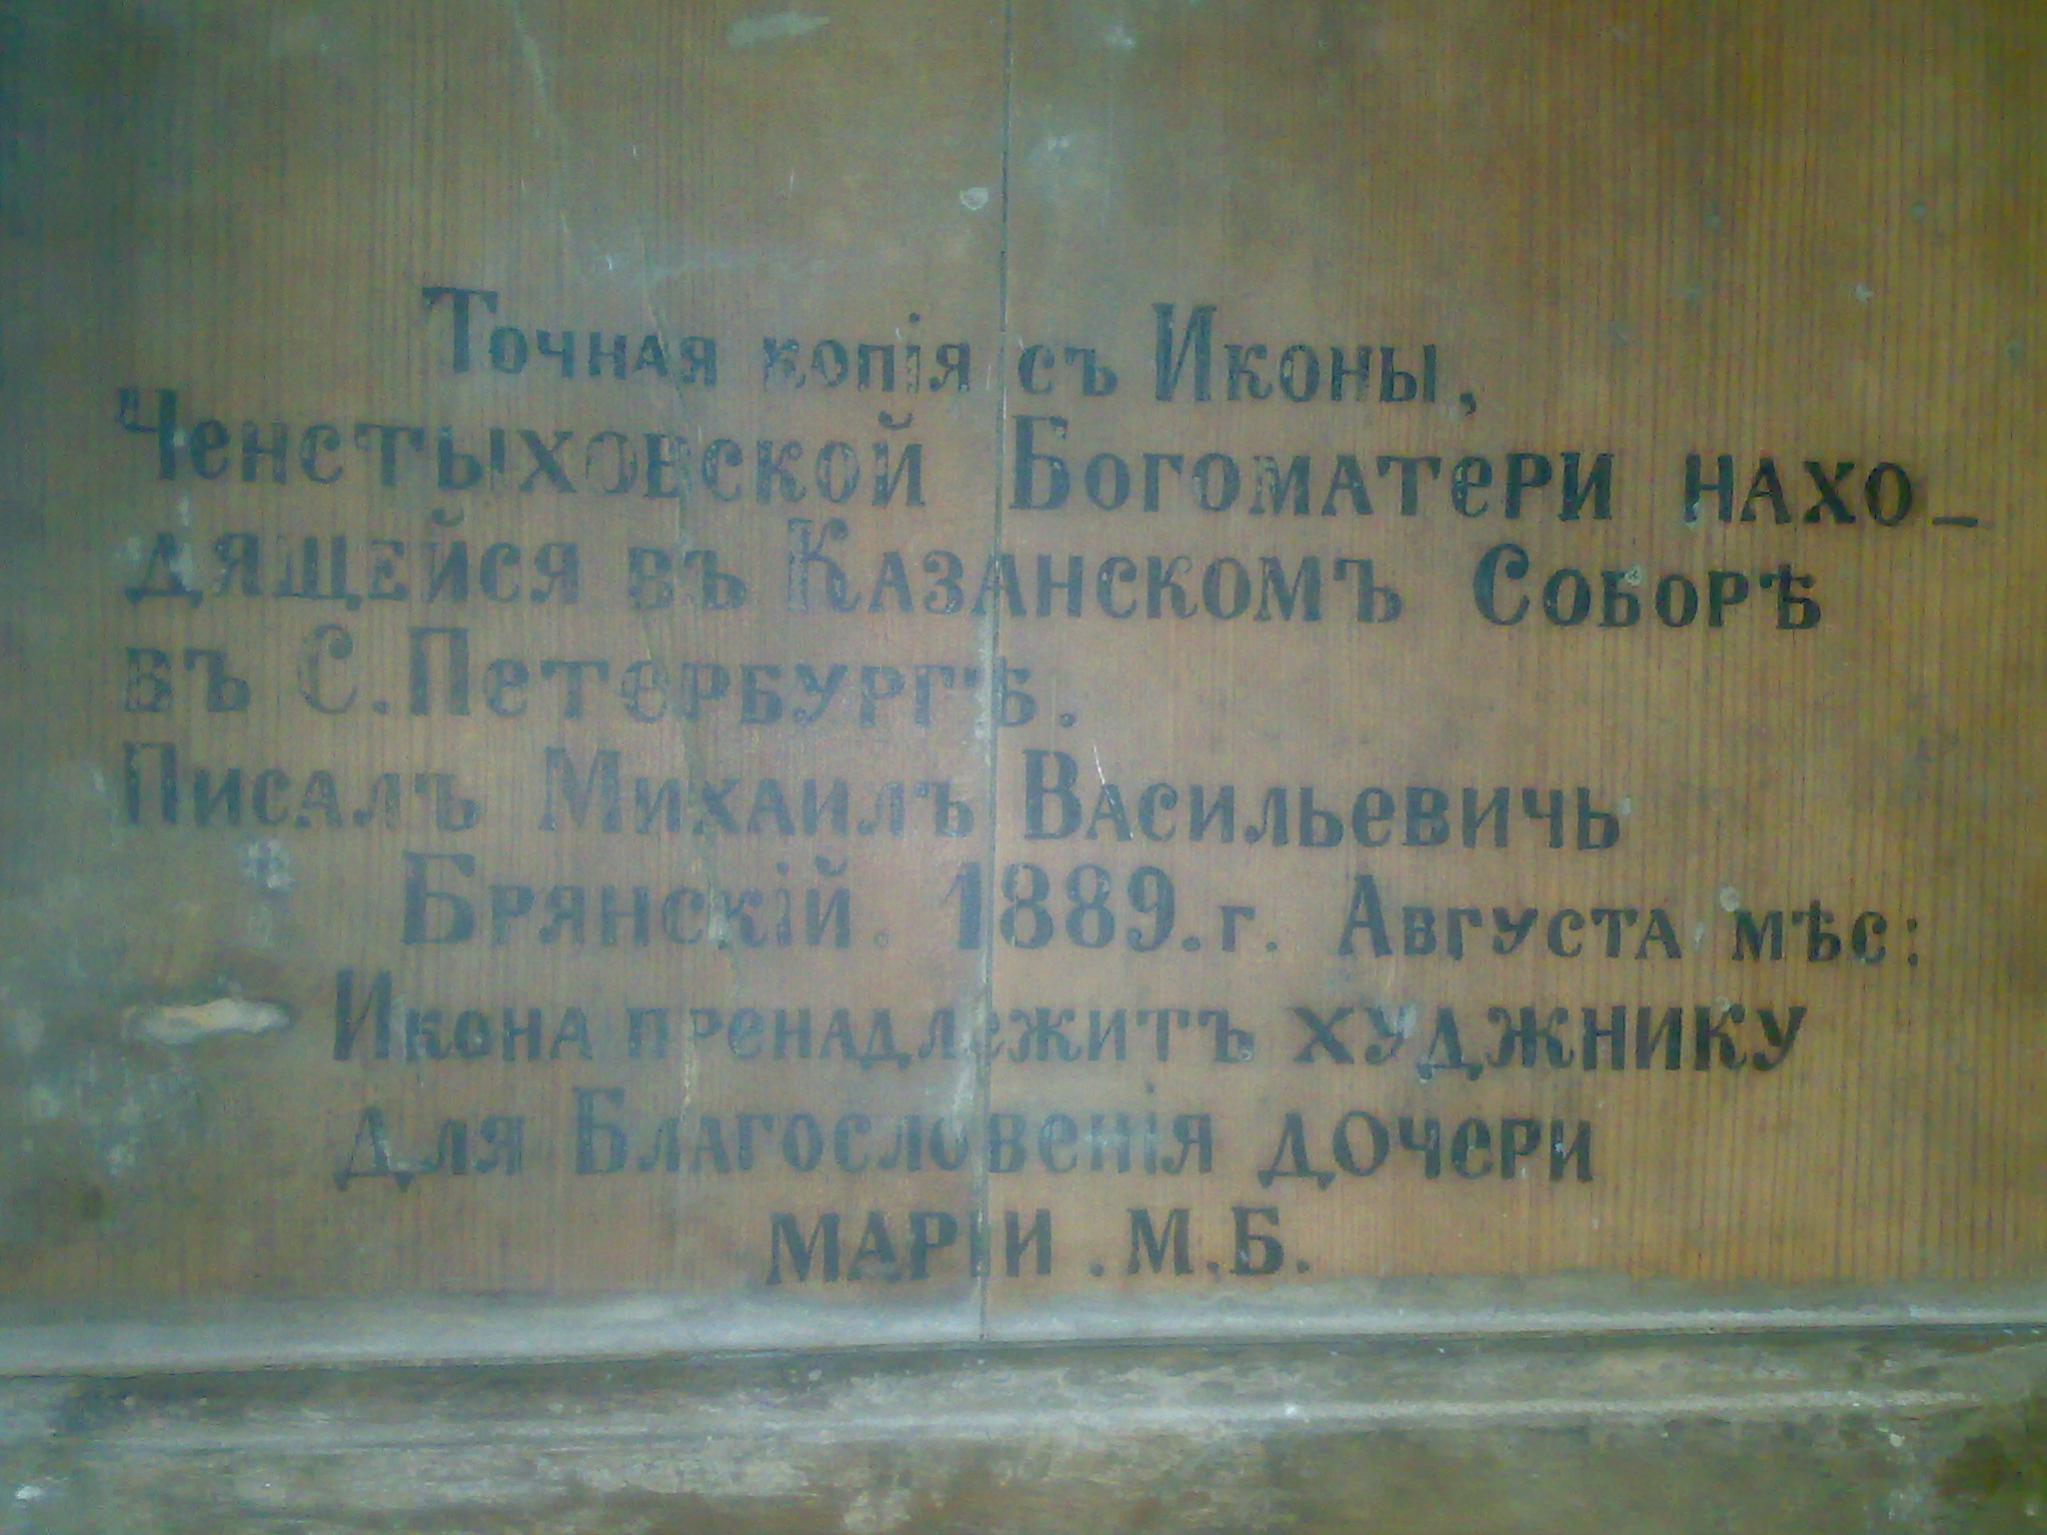 Точная копія съ Иконы,
Ченстыховской Богоматери нахо-
дящейся въ Казанскомъ Соборѣ
въ С. Петербургѣ.
Писалъ Михаилъ Васильевичь
Брянскій. 1889.г. Августа мѣс:
Икона пренадлежитъ худжнику
для Благословенія дочери
маріи . М.Б.